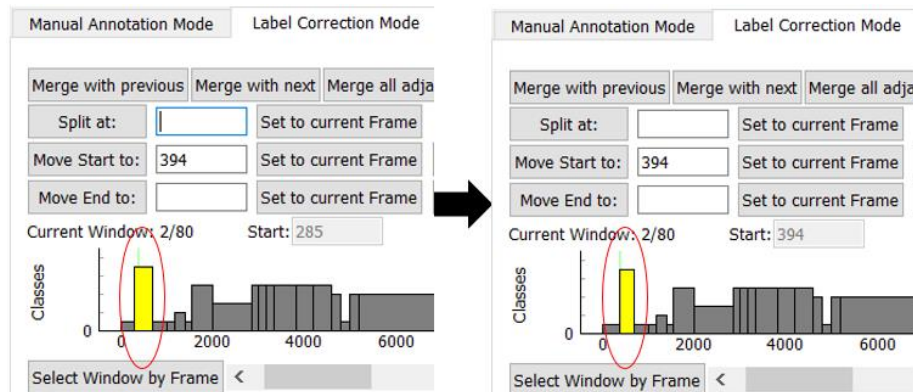 Manual Annotation Mode Label Correction Mode
Merge with previous Merge with next Merge all adja
Split at: Set to current Frame
Move Start to: 394 Set to current Frame
Move End to: Set to current Frame
Current Window: 2/80 Start: 285
Classes
0
0 2000 4000 6000
Select Window by Frame <
Manual Annotation Mode Label Correction Mode
Merge with previous Merge with next Merge all adja
Split at: Set to current Frame
Move Start to: 394 Set to current Frame
Move End to: Set to current Frame
Current Window: 2/80 Start: 394
Classes
0
0 2000 4000 6000
Select Window by Frame <